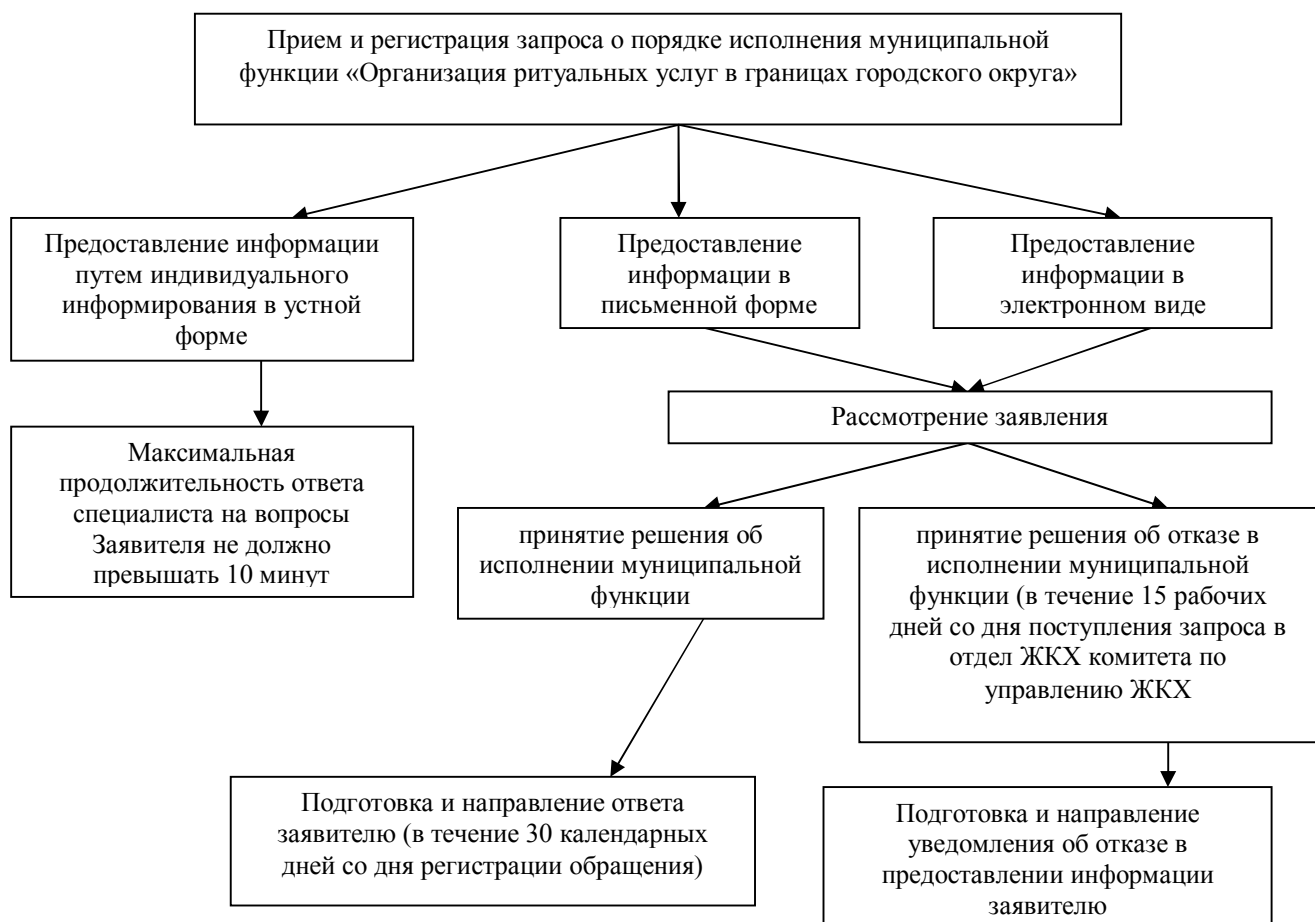 Прием и регистрация запроса о порядке исполнения муниципальной
функции «Организация ритуальных услуг в границах городского округа»
Предоставление информации
путем индивидуального
информирования в устной
форме
Предоставление
информации в
письменной форме
Предоставление
информации в
электронном виде
Рассмотрение заявления
Максимальная
продолжительность ответа
специалиста на вопросы
Заявителя не должно
превышать 10 минут
принятие решения об
исполнении муниципальной
функции
принятие решения об отказе в
исполнении муниципальной
функции (в течение 15 рабочих
дней со дня поступления запроса в
отдел ЖКХ комитета по
управлению ЖКХ
Подготовка и направление ответа
заявителю (в течение 30 календарных
дней со дня регистрации обращения)
Подготовка и направление
уведомления об отказе в
предоставлении информации
заявителю